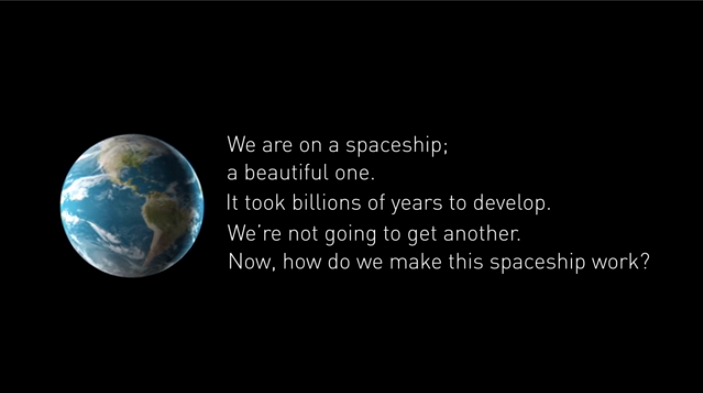 We are on a spaceship;
a beautiful one.
It took billions of years to develop.
We're not going to get another.
Now, how do we make this spaceship work?